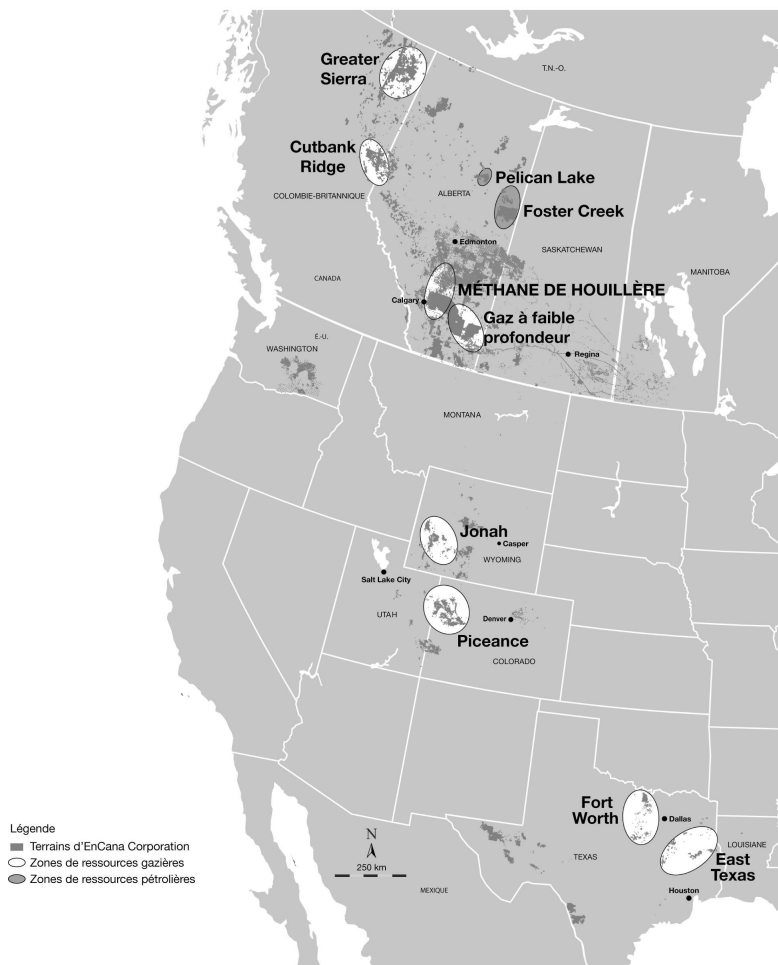 Greater
Sierra
T.N.-O.
Cutbank
Ridge
Pelican Lake
COLOMBIE-BRITANNIQUE
ALBERTA
Foster Creek
Edmonton
SASKATCHEWAN
MANITOBA
CANADA
MÉTHANE DE HOUILLÈRE
Calgary
Gaz à faible
profondeur
É.-U.
WASHINGTON
Regina
MONTANA
Jonah
Casper
WYOMING
Salt Lake City
UTAH
Denver
Piceance
COLORADO
Fort
Worth
Dallas
Légende
Terrains d'EnCana Corporation
Zones de ressources gazières
Zones de ressources pétrolières
N
250 km
TEXAS
LOUISIANE
East
Texas
MEXIQUE
Houston